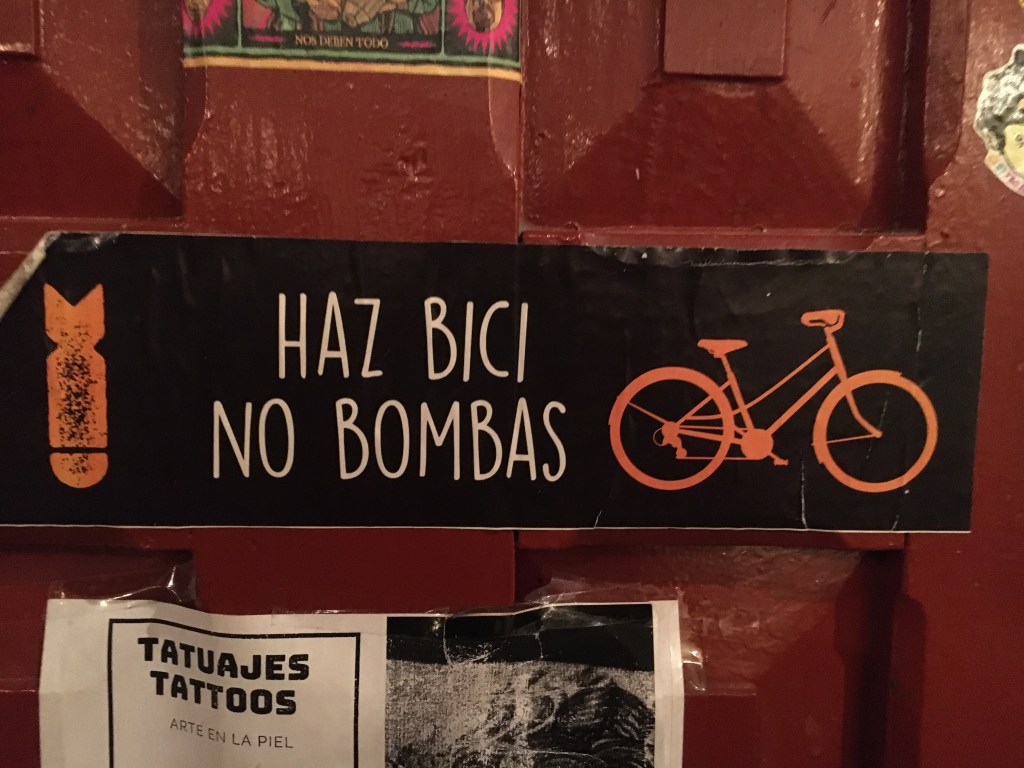 NOS DEBEN TODO
HAZ BICI
NO BOMBAS
TATUAJES
TATTOOS
ARTE EN LA PIEL